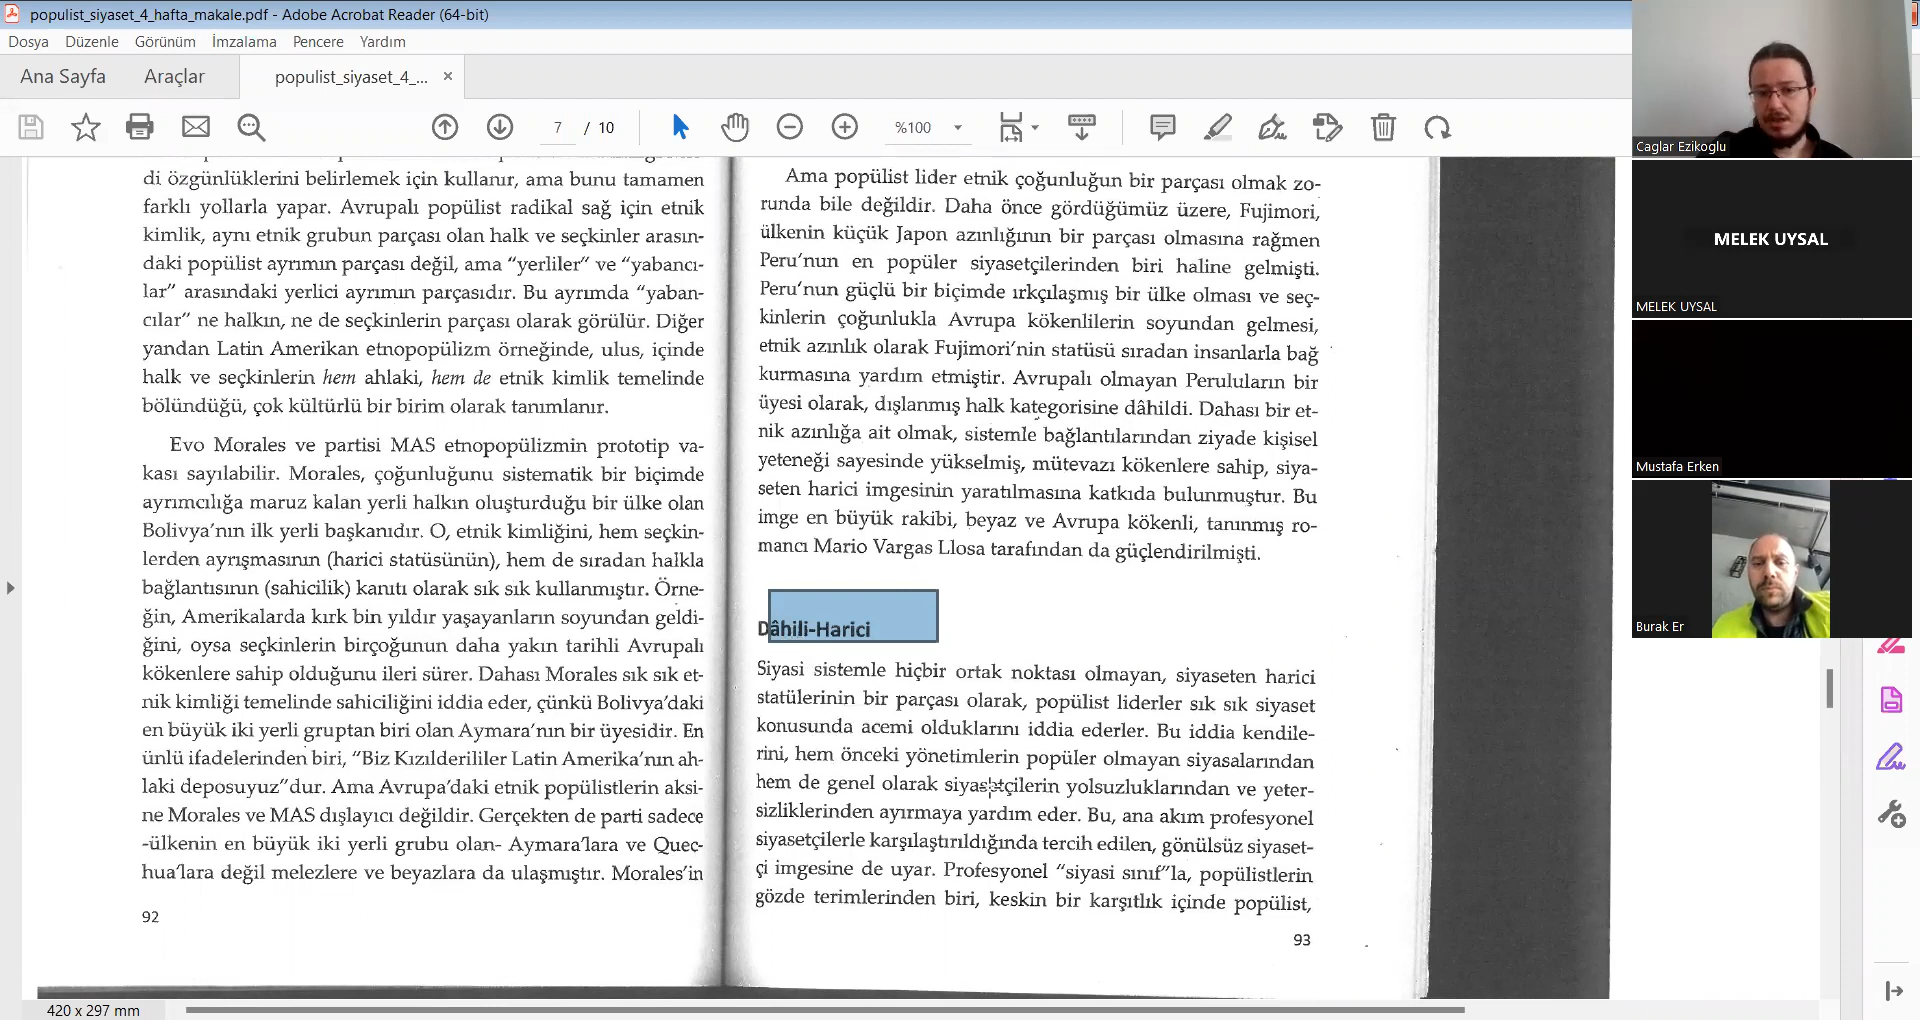 populist_siyaset_4_hafta_makale.pdf - Adobe Acrobat Reader (64-bit)
Dosya Düzenle Görünüm İmzalama Pencere Yardım
Ana Sayfa Araçlar populist_siyaset_4_... ×
7 / 10 %100
di özgünlüklerini belirlemek için kullanır, ama bunu tamamen
farklı yollarla yapar. Avrupalı popülist radikal sağ için etnik
kimlik, aynı etnik grubun parçası olan halk ve seçkinler arasın-
daki popülist ayrımın parçası değil, ama “yerliler” ve “yabancı-
lar” arasındaki yerlici ayrımın parçasıdır. Bu ayrımda “yaban-
cılar” ne halkın, ne de seçkinlerin parçası olarak görülür. Diğer
yandan Latin Amerikan etnopopülizm örneğinde, ulus, içinde
halk ve seçkinlerin hem ahlaki, hem de etnik kimlik temelinde
bölündüğü, çok kültürlü bir birim olarak tanımlanır.
Evo Morales ve partisi MAS etnopopülizmin prototip va-
kası sayılabilir. Morales, çoğunluğunu sistematik bir biçimde
ayrımcılığa maruz kalan yerli halkın oluşturduğu bir ülke olan
Bolivya’nın ilk yerli başkanıdır. O, etnik kimliğini, hem seçkin-
lerden ayrışmasının (harici statüsünün), hem de sıradan halkla
bağlantısının (sahicilik) kanıtı olarak sık sık kullanmıştır. Örne-
ğin, Amerikalarda kırk bin yıldır yaşayanların soyundan geldi-
ğini, oysa seçkinlerin birçoğunun daha yakın tarihli Avrupalı
kökenlere sahip olduğunu ileri sürer. Dahası Morales sık sık et-
nik kimliği temelinde sahiciliğini iddia eder, çünkü Bolivya’daki
en büyük iki yerli gruptan biri olan Aymara’nın bir üyesidir. En
ünlü ifadelerinden biri, “Biz Kızılderililer Latin Amerika’nın ah-
laki deposuyuz”dur. Ama Avrupa’daki etnik popülistlerin aksi-
ne Morales ve MAS dışlayıcı değildir. Gerçekten de parti sadece
-ülkenin en büyük iki yerli grubu olan- Aymara’lara ve Quec-
hua’lara değil melezlere ve beyazlara da ulaşmıştır. Morales’in
92
Ama popülist lider etnik çoğunluğun bir parçası olmak zo-
runda bile değildir. Daha önce gördüğümüz üzere, Fujimori,
ülkenin küçük Japon azınlığının bir parçası olmasına rağmen
Peru’nun en popüler siyasetçilerinden biri haline gelmişti.
Peru’nun güçlü bir biçimde ırkçılaşmış bir ülke olması ve seç-
kinlerin çoğunlukla Avrupa kökenlilerin soyundan gelmesi,
etnik azınlık olarak Fujimori’nin statüsü sıradan insanlarla bağ
kurmasına yardım etmiştir. Avrupalı olmayan Peruluların bir
üyesi olarak, dışlanmış halk kategorisine dâhildi. Dahası bir et-
nik azınlığa ait olmak, sistemle bağlantılarından ziyade kişisel
yeteneği sayesinde yükselmiş, mütevazı kökenlere sahip, siya-
seten harici imgesinin yaratılmasına katkıda bulunmuştur. Bu
imge en büyük rakibi, beyaz ve Avrupa kökenli, tanınmış ro-
mancı Mario Vargas Llosa tarafından da güçlendirilmişti.
Dâhili-Harici
Siyasi sistemle hiçbir ortak noktası olmayan, siyaseten harici
statülerinin bir parçası olarak, popülist liderler sık sık siyaset
konusunda acemi olduklarını iddia ederler. Bu iddia kendile-
rini, hem önceki yönetimlerin popüler olmayan siyasalarından
hem de genel olarak siyasetçilerin yolsuzluklarından ve yeter-
sizliklerinden ayırmaya yardım eder. Bu, ana akım profesyonel
siyasetçilerle karşılaştırıldığında tercih edilen, gönülsüz siyaset-
çi imgesine de uyar. Profesyonel “siyasi sınıf”la, popülistlerin
gözde terimlerinden biri, keskin bir karşıtlık içinde popülist,
93
420 x 297 mm
Caglar Ezikoglu
MELEK UYSAL
MELEK UYSAL
Mustafa Erken
Burak Er